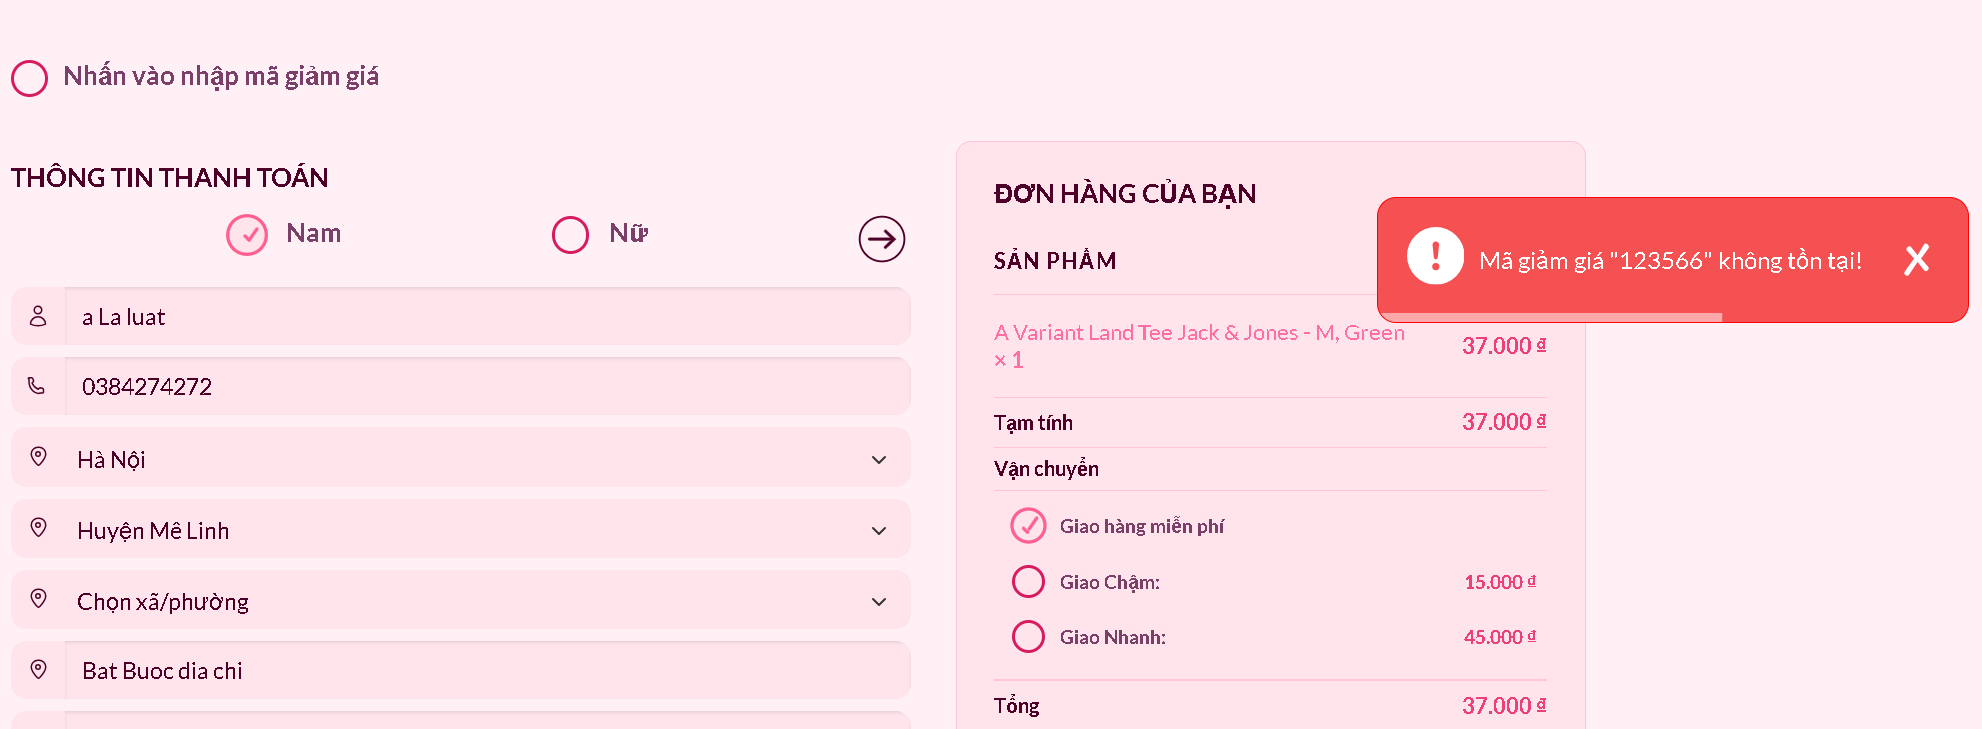 Nhấn vào nhập mã giảm giá
THÔNG TIN THANH TOÁN
Nam
Nữ
a La luat
0384274272
Hà Nội
Huyện Mê Linh
Chọn xã/phường
Bat Buoc dia chi
ĐƠN HÀNG CỦA BẠN
SẢN PHẨM
Mã giảm giá "123566" không tồn tại!
A Variant Land Tee Jack & Jones - M, Green
× 1
37.000 ₫
Tạm tính 37.000 ₫
Vận chuyển
Giao hàng miễn phí
Giao Chậm: 15.000 ₫
Giao Nhanh: 45.000 ₫
Tổng 37.000 ₫